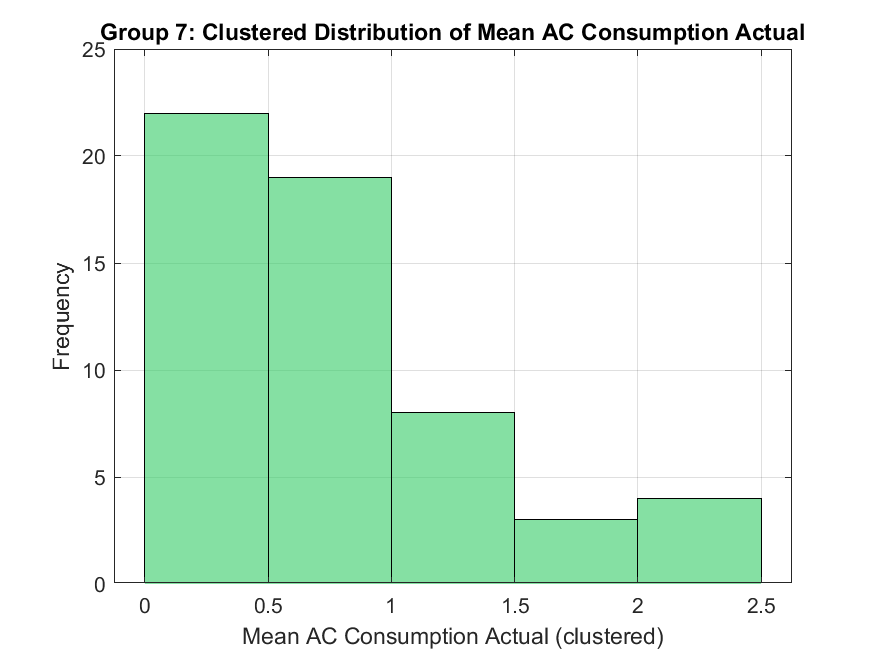 Group 7: Clustered Distribution of Mean AC Consumption Actual
25
20
15
10
5
0
Frequency
0 0.5 1 1.5 2 2.5
Mean AC Consumption Actual (clustered)